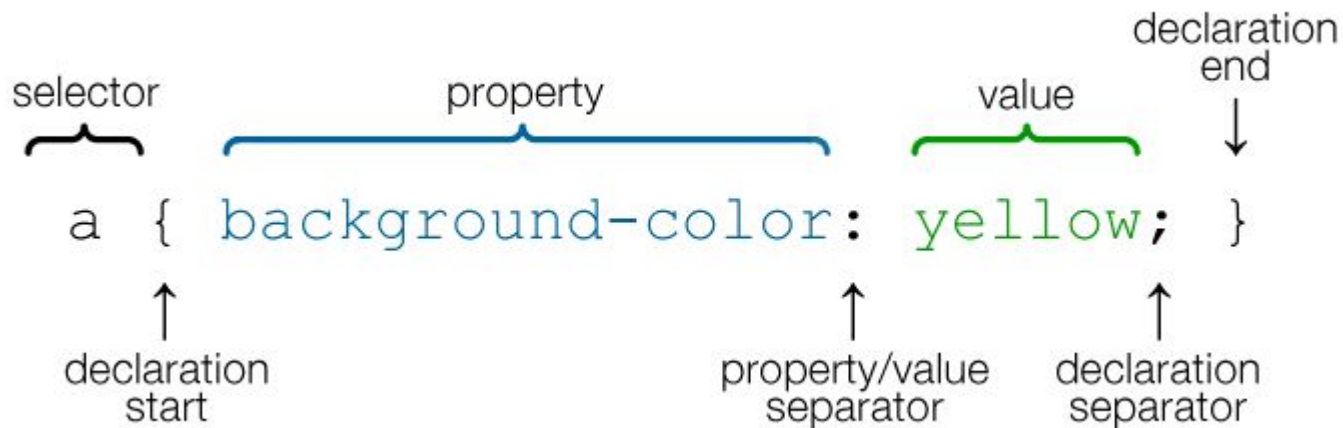 declaration
end
selector
property
value
a { background-color: yellow; }
declaration
start
property/value
separator
declaration
separator